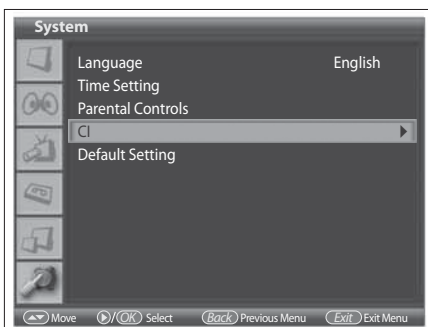 System
Language English
Time Setting
Parental Controls
CI
Default Setting
Move /OK Select Back Previous Menu Exit Exit Menu